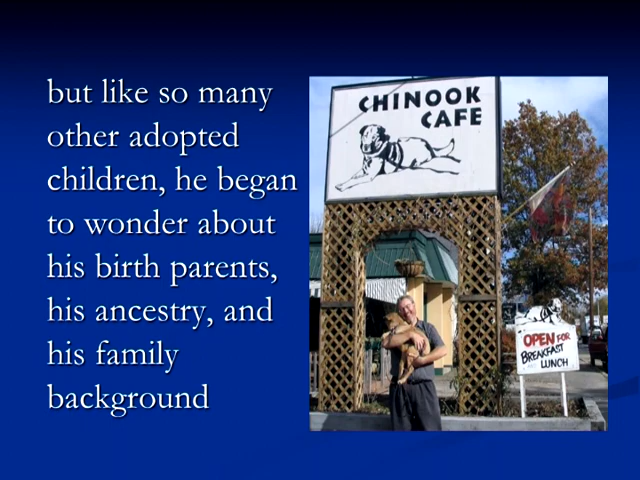 but like so many
other adopted
children, he began
to wonder about
his birth parents,
his ancestry, and
his family
background
CHINOOK
CAFE
OPEN FOR
BREAKFAST
LUNCH